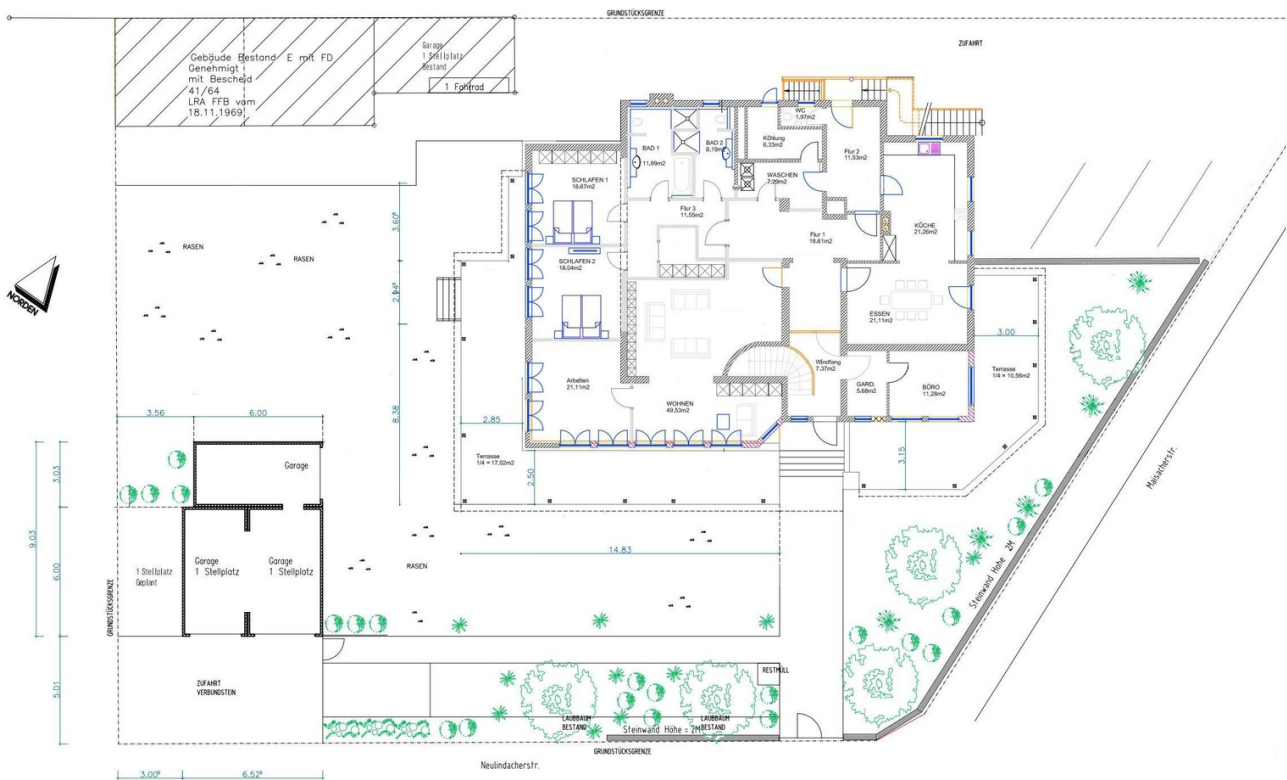 GRUNDSTÜCKSGRENZE
ZUFAHRT
Gebäude Bestand E mit FD
Genehmigt
mit Bescheid
41/64
LRA FFB vom
18.11.1969
Garage
1 Stellplatz
Bestand
1 Fahrrad
WC
1.97m2
Kühlung
6.33m2
BAD 1
11,89m2
BAD 2
8,19m2
Flur 2
11.53m2
WASCHEN
7.39m2
SCHLAFEN 1
18.67m2
Flur 3
11.55m2
Flur 1
18.61m2
KÜCHE
21,26m2
RASEN
RASEN
3.60⁵
SCHLAFEN 2
18.04m2
NORDEN
2.94⁵
ESSEN
21,11m2
3.00
Windfang
7.37m2
Terrasse
1/4 = 10,56m2
Arbeiten
21,11m2
GARD.
5.68m2
BÜRO
11,28m2
WOHNEN
49,53m2
3.56
6.00
8.38
2.85
Terrasse
1/4 = 17,02m2
2.50
3.15
Maisacherstr.
Garage
3.03
9.03
6.00
14.83
Garage
1 Stellplatz
Garage
1 Stellplatz
1 Stellplatz
Geplant
RASEN
Steinwand Höhe 2M
GRUNDSTÜCKSGRENZE
5.01
ZUFAHRT
VERBUNDSTEIN
RESTMÜLL
LAUBBAUM
BESTAND
LAUBBAUM
BESTAND
Steinwand Höhe = 2M
GRUNDSTÜCKSGRENZE
Neulindacherstr.
3.00⁸
6.52⁵